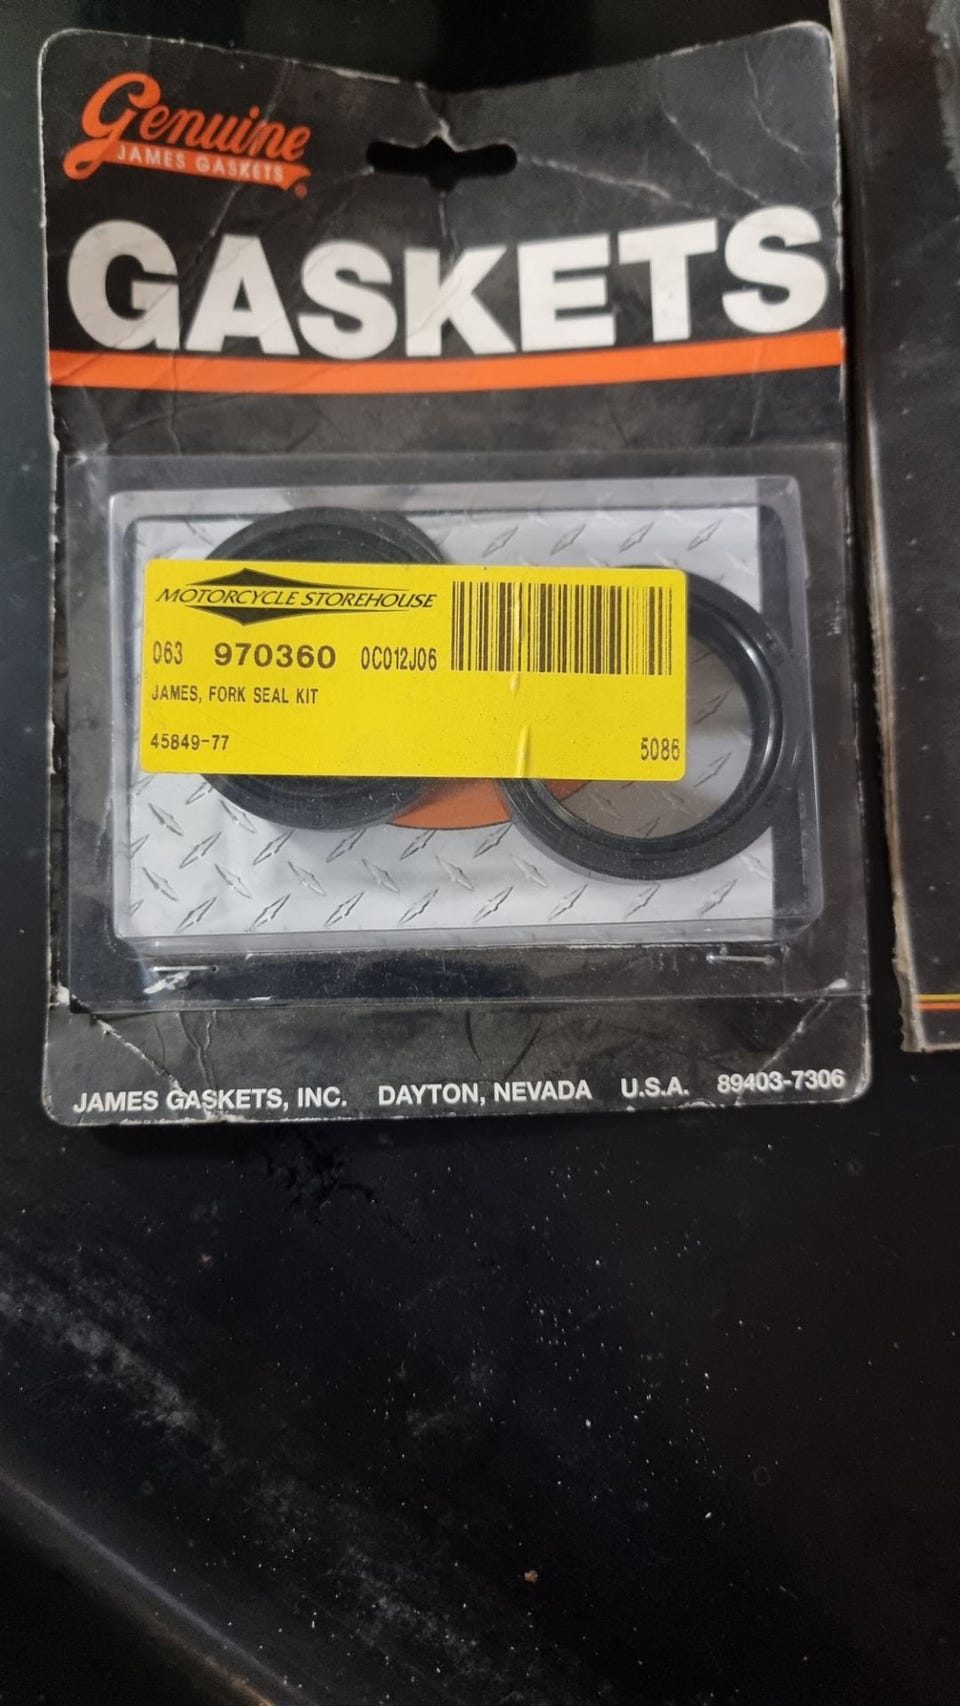 Genuine
JAMES GASKETS®
GASKETS
MOTORCYCLE STOREHOUSE
063 970360 0C012J06
JAMES, FORK SEAL KIT
45849-77 5086
JAMES GASKETS, INC. DAYTON, NEVADA U.S.A. 89403-7306